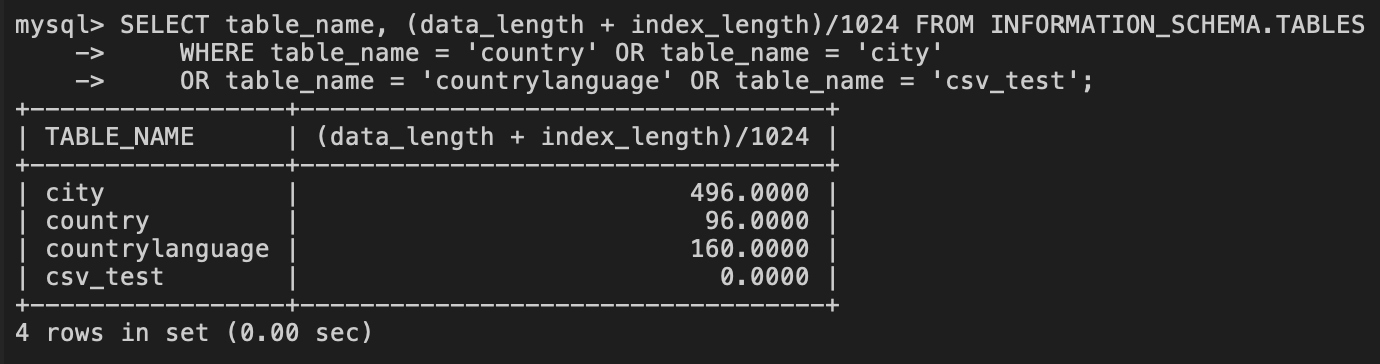 mysql> SELECT table_name, (data_length + index_length)/1024 FROM INFORMATION_SCHEMA.TABLES
    ->     WHERE table_name = 'country' OR table_name = 'city'
    ->     OR table_name = 'countrylanguage' OR table_name = 'csv_test';
+-----------------+-----------------------------------+
| TABLE_NAME      | (data_length + index_length)/1024 |
+-----------------+-----------------------------------+
| city            |                          496.0000 |
| country         |                           96.0000 |
| countrylanguage |                          160.0000 |
| csv_test        |                            0.0000 |
+-----------------+-----------------------------------+
4 rows in set (0.00 sec)